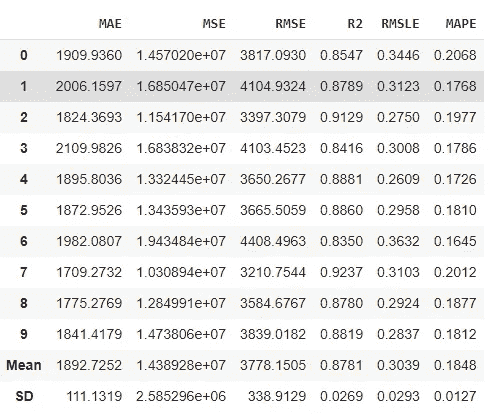 MAE MSE RMSE R2 RMSLE MAPE
0 1909.9360 1.457020e+07 3817.0930 0.8547 0.3446 0.2068
1 2006.1597 1.685047e+07 4104.9324 0.8789 0.3123 0.1768
2 1824.3693 1.154170e+07 3397.3079 0.9129 0.2750 0.1977
3 2109.9826 1.683832e+07 4103.4523 0.8416 0.3008 0.1786
4 1895.8036 1.332445e+07 3650.2677 0.8881 0.2609 0.1726
5 1872.9526 1.343593e+07 3665.5059 0.8860 0.2958 0.1810
6 1982.0807 1.943484e+07 4408.4963 0.8350 0.3632 0.1645
7 1709.2732 1.030894e+07 3210.7544 0.9237 0.3103 0.2012
8 1775.2769 1.284991e+07 3584.6767 0.8780 0.2924 0.1877
9 1841.4179 1.473806e+07 3839.0182 0.8819 0.2837 0.1812
Mean 1892.7252 1.438928e+07 3778.1505 0.8781 0.3039 0.1848
SD 111.1319 2.585296e+06 338.9129 0.0269 0.0293 0.0127